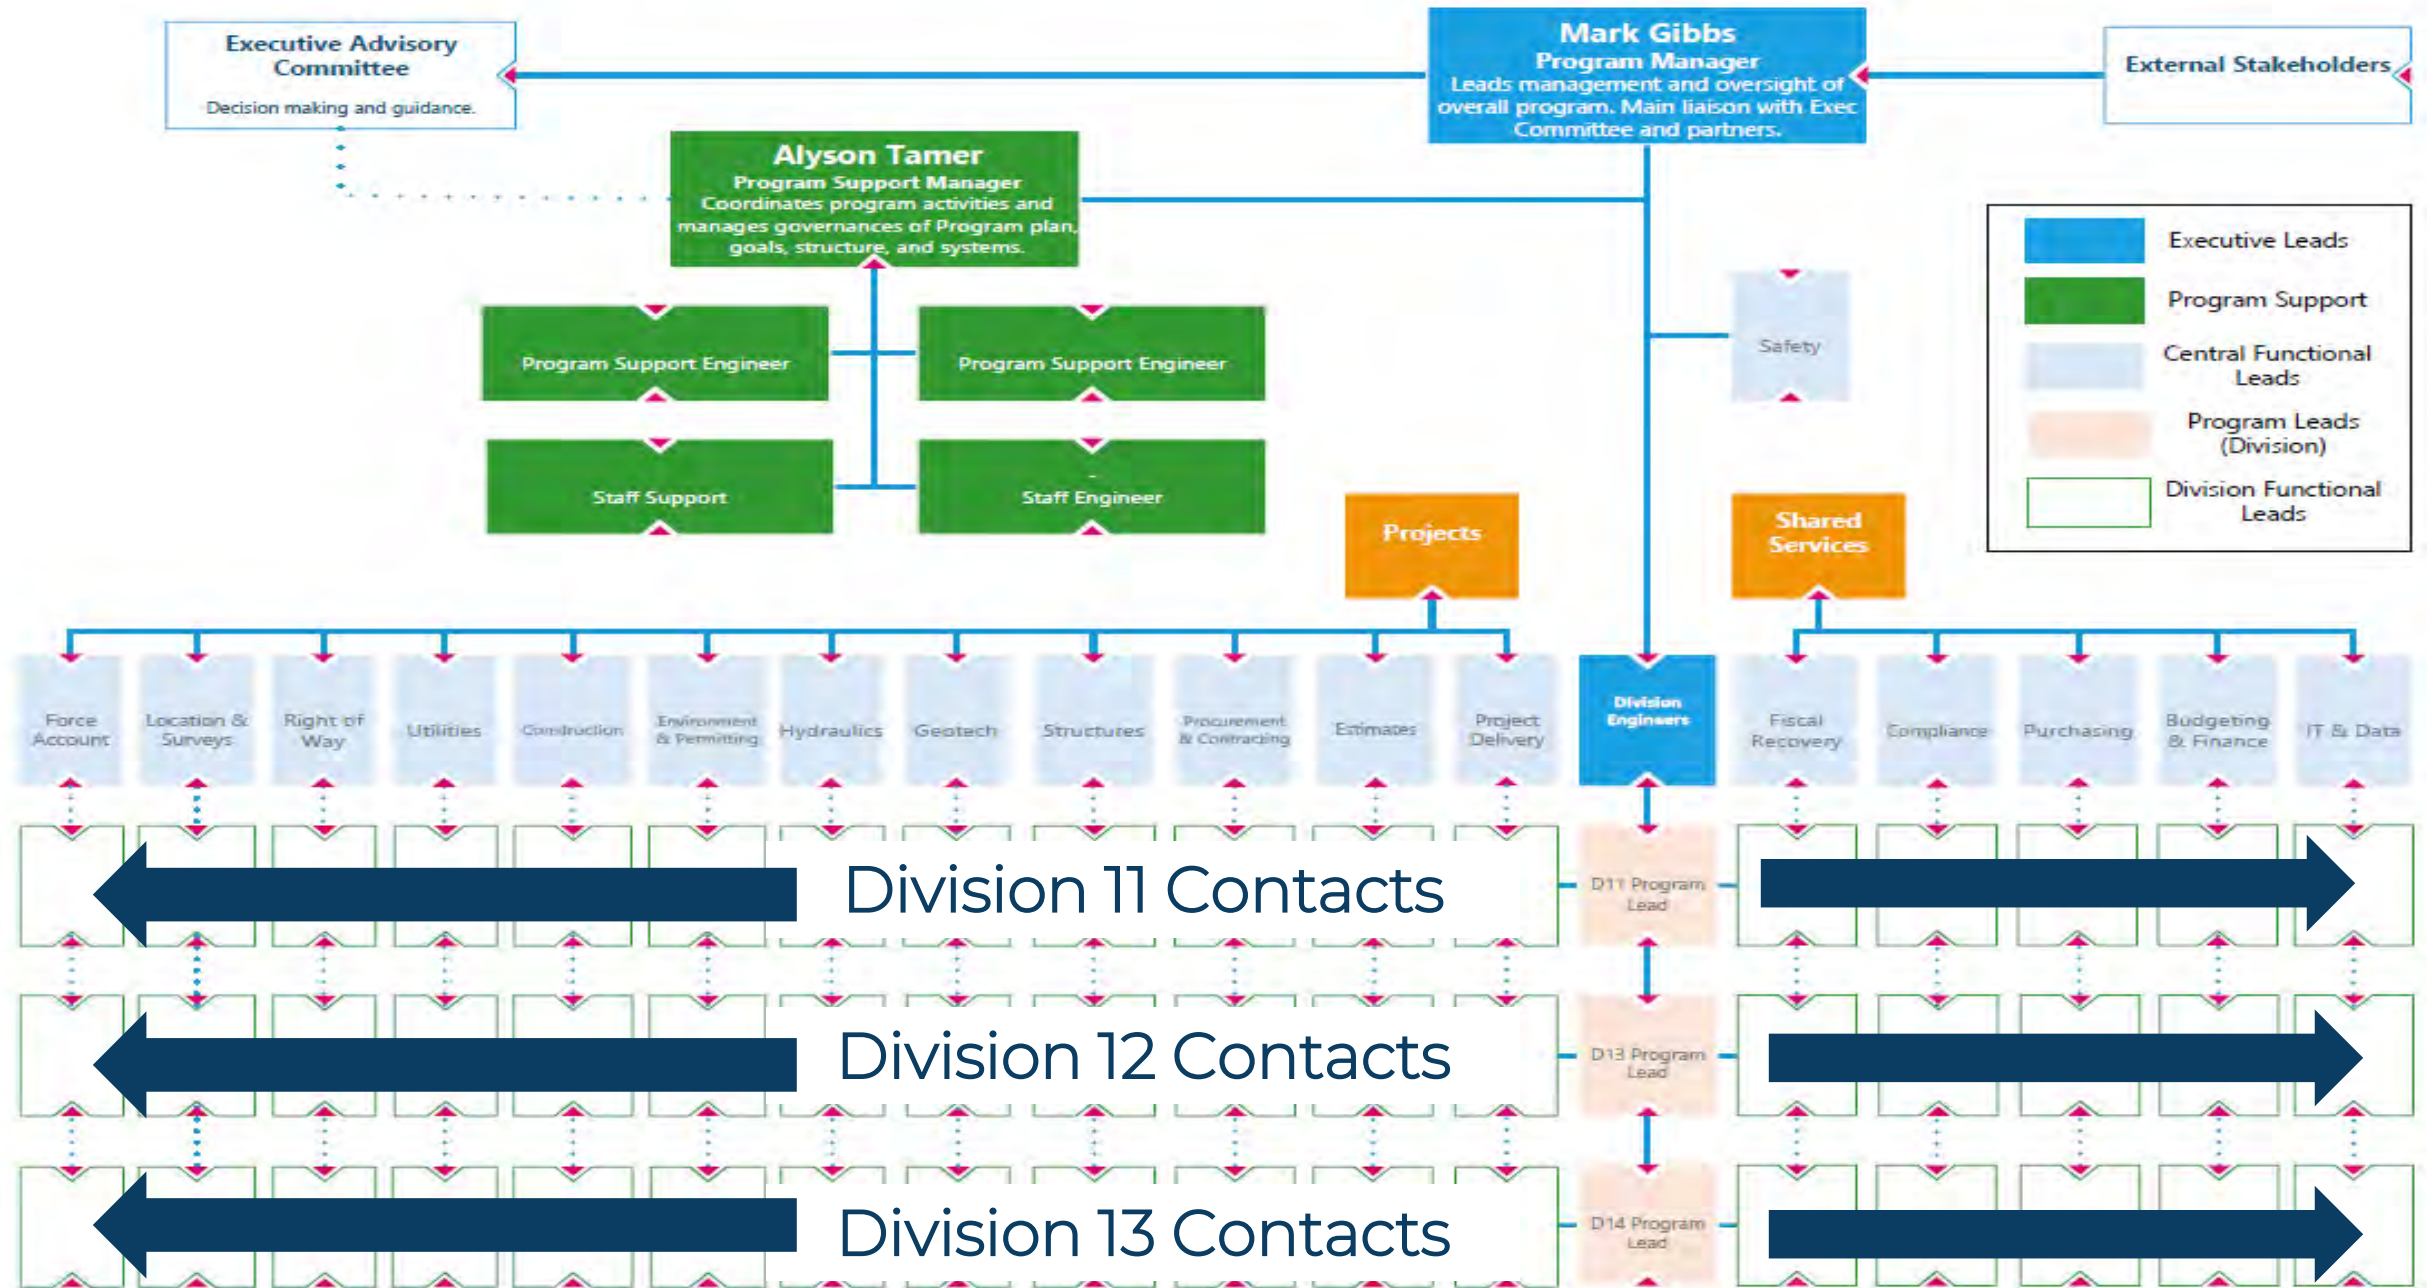 Executive Advisory
Committee
Decision making and guidance.
Mark Gibbs
Program Manager
Leads management and oversight of
overall program. Main liaison with Exec
Committee and partners.
External Stakeholders
Alyson Tamer
Program Support Manager
Coordinates program activities and
manages governances of Program plan,
goals, structure, and systems.
Executive Leads
Program Support
Central Functional
Leads
Program Leads
(Division)
Division Functional
Leads
Safety
Program Support Engineer
Program Support Engineer
Staff Support
-
Staff Engineer
Projects
Shared
Services
Force
Account
Location &
Surveys
Right of
Way
Utilities
Construction
Environment
& Permitting
Hydraulics
Geotech
Structures
Procurement
& Contracting
Estimates
Project
Delivery
Division
Engineers
Fiscal
Recovery
Compliance
Purchasing
Budgeting
& Finance
IT & Data
Division 11 Contacts
D11 Program
Lead
Division 12 Contacts
D13 Program
Lead
Division 13 Contacts
D14 Program
Lead